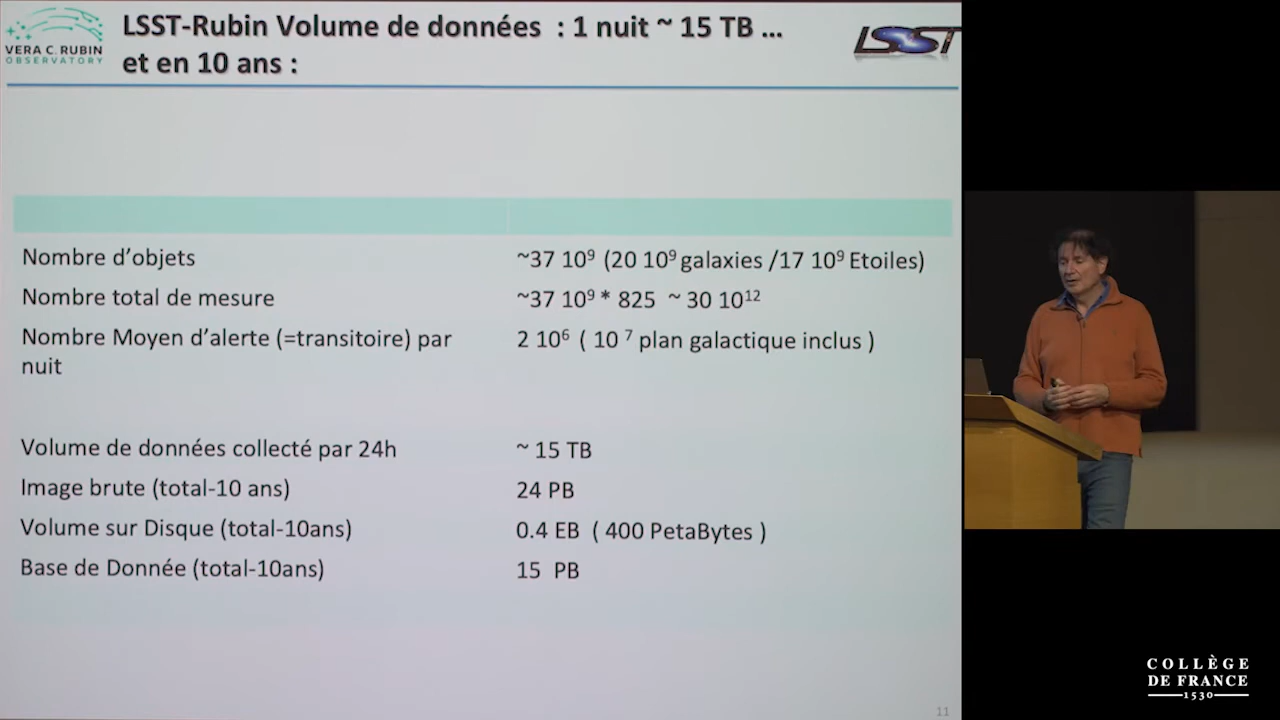 VERA C. RUBIN
OBSERVATORY
LSST-Rubin Volume de données : 1 nuit ~ 15 TB ...
et en 10 ans :
LSST
Nombre d'objets ~37 10⁹ (20 10⁹ galaxies /17 10⁹ Etoiles)
Nombre total de mesure ~37 10⁹ * 825 ~ 30 10¹²
Nombre Moyen d'alerte (=transitoire) par 2 10⁶ ( 10 ⁷ plan galactique inclus )
nuit
Volume de données collecté par 24h ~ 15 TB
Image brute (total-10 ans) 24 PB
Volume sur Disque (total-10ans) 0.4 EB ( 400 PetaBytes )
Base de Donnée (total-10ans) 15 PB
11
COLLÈGE
DE FRANCE
1530